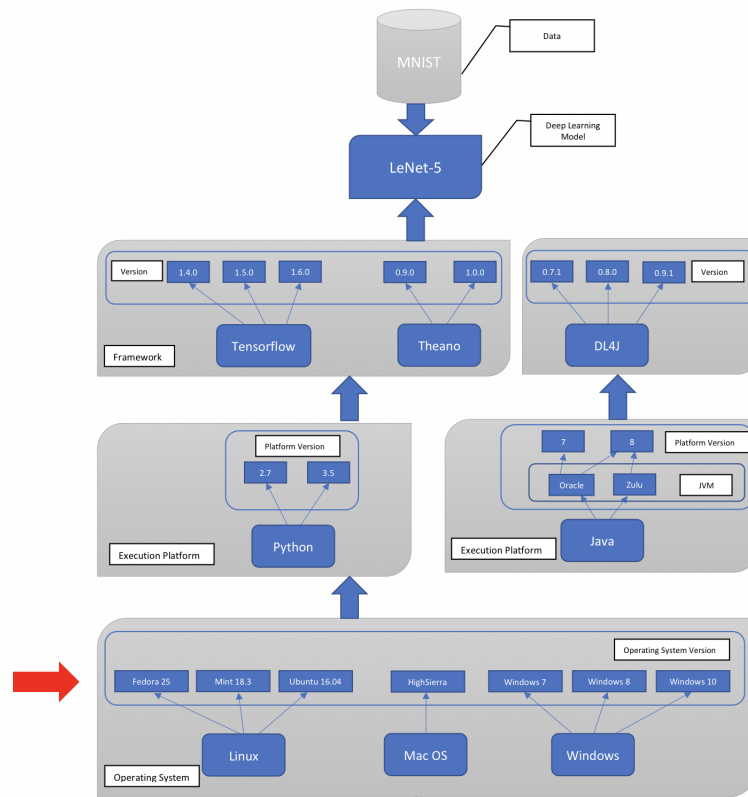 MNIST
Data
Deep Learning
Model
LeNet-5
Version
1.4.0
1.5.0
1.6.0
0.9.0
1.0.0
Tensorflow
Theano
Framework
0.7.1
0.8.0
0.9.1
Version
DL4J
Platform Version
2.7
3.5
Python
Execution Platform
7
8
Platform Version
Oracle
Zulu
JVM
Java
Execution Platform
Operating System Version
Fedora 25
Mint 18.3
Ubuntu 16.04
HighSierra
Windows 7
Windows 8
Windows 10
Linux
Mac OS
Windows
Operating System